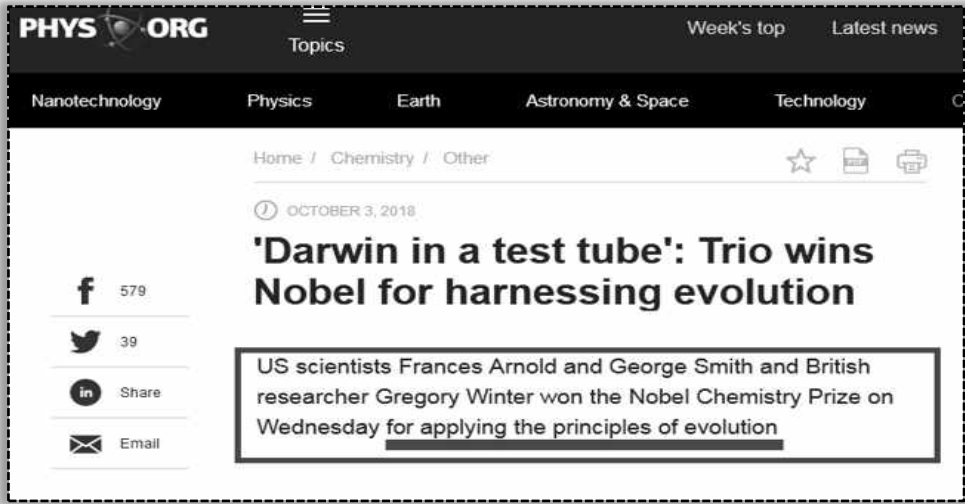 PHYS ORG
Topics
Week's top
Latest news
Nanotechnology
Physics
Earth
Astronomy & Space
Technology
Home / Chemistry / Other
OCTOBER 3, 2018
'Darwin in a test tube': Trio wins
Nobel for harnessing evolution
579
39
in Share
Email
US scientists Frances Arnold and George Smith and British
researcher Gregory Winter won the Nobel Chemistry Prize on
Wednesday for applying the principles of evolution